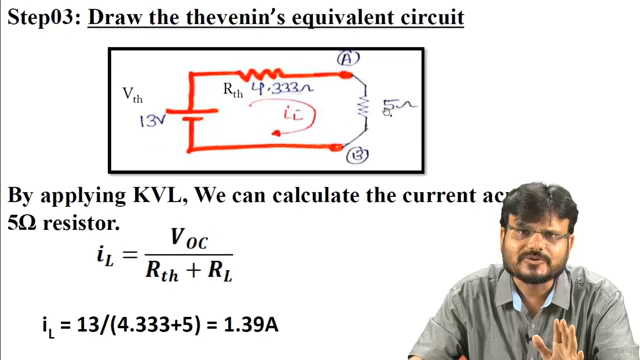 Step03: Draw the thevenin's equivalent circuit
A
Vth
Rth 4.333Ω
5Ω
13V
iL
B
By applying KVL, We can calculate the current
5Ω resistor.
iL = VOC / Rth + RL
iL = 13/(4.333+5) = 1.39A